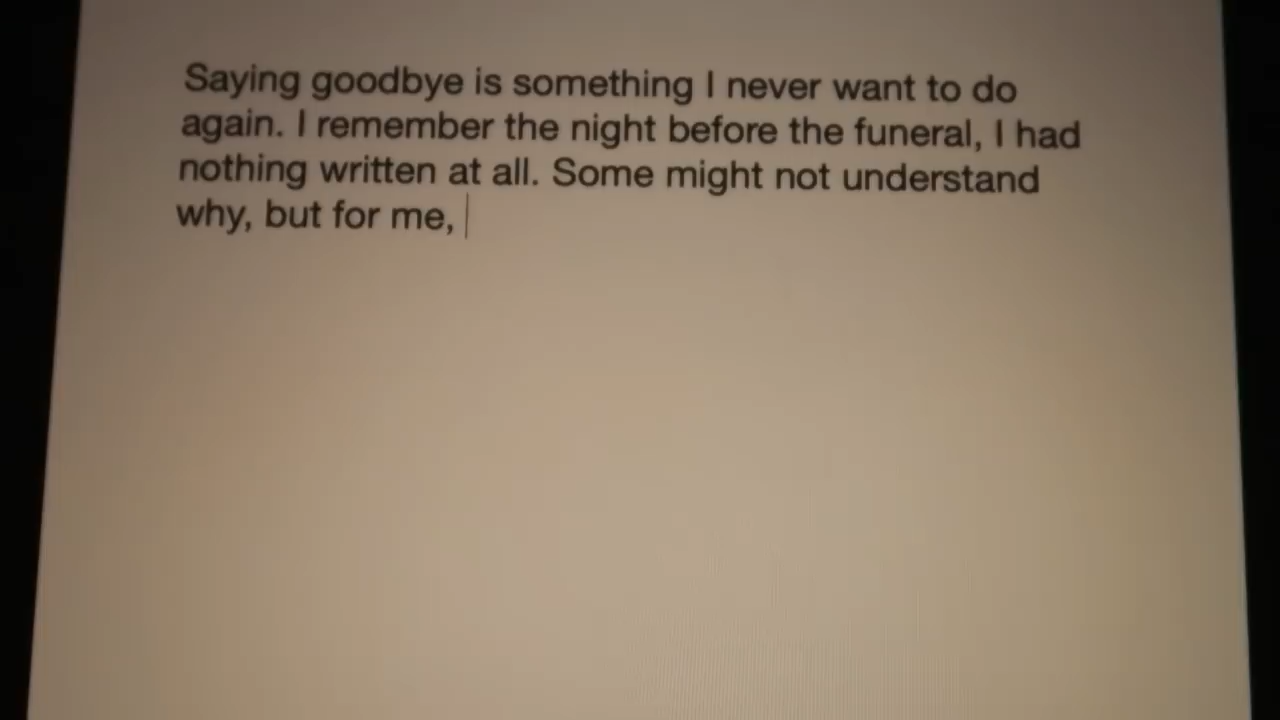 Saying goodbye is something I never want to do
again. I remember the night before the funeral, I had
nothing written at all. Some might not understand
why, but for me,